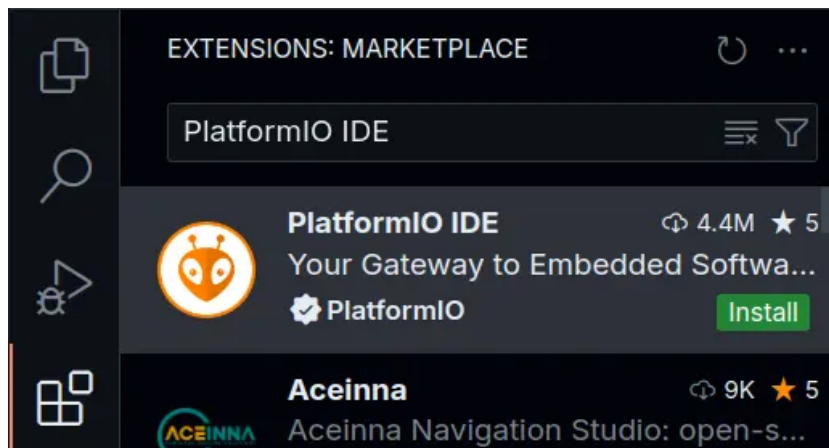 EXTENSIONS: MARKETPLACE
PlatformIO IDE
PlatformIO IDE 4.4M 5
Your Gateway to Embedded Softwa...
PlatformIO Install
Aceinna 9K 5
ACEINNA Aceinna Navigation Studio: open-s...